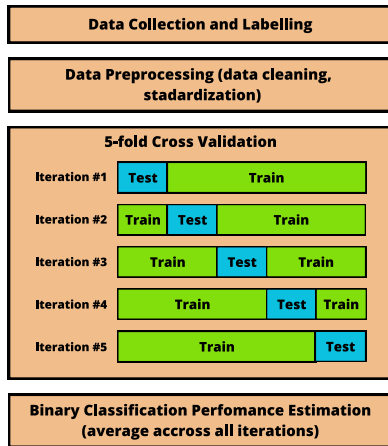 Data Collection and Labelling
Data Preprocessing (data cleaning,
stadardization)
5-fold Cross Validation
Iteration #1 Test Train
Iteration #2 Train Test Train
Iteration #3 Train Test Train
Iteration #4 Train Test Train
Iteration #5 Train Test
Binary Classification Perfomance Estimation
(average accross all iterations)